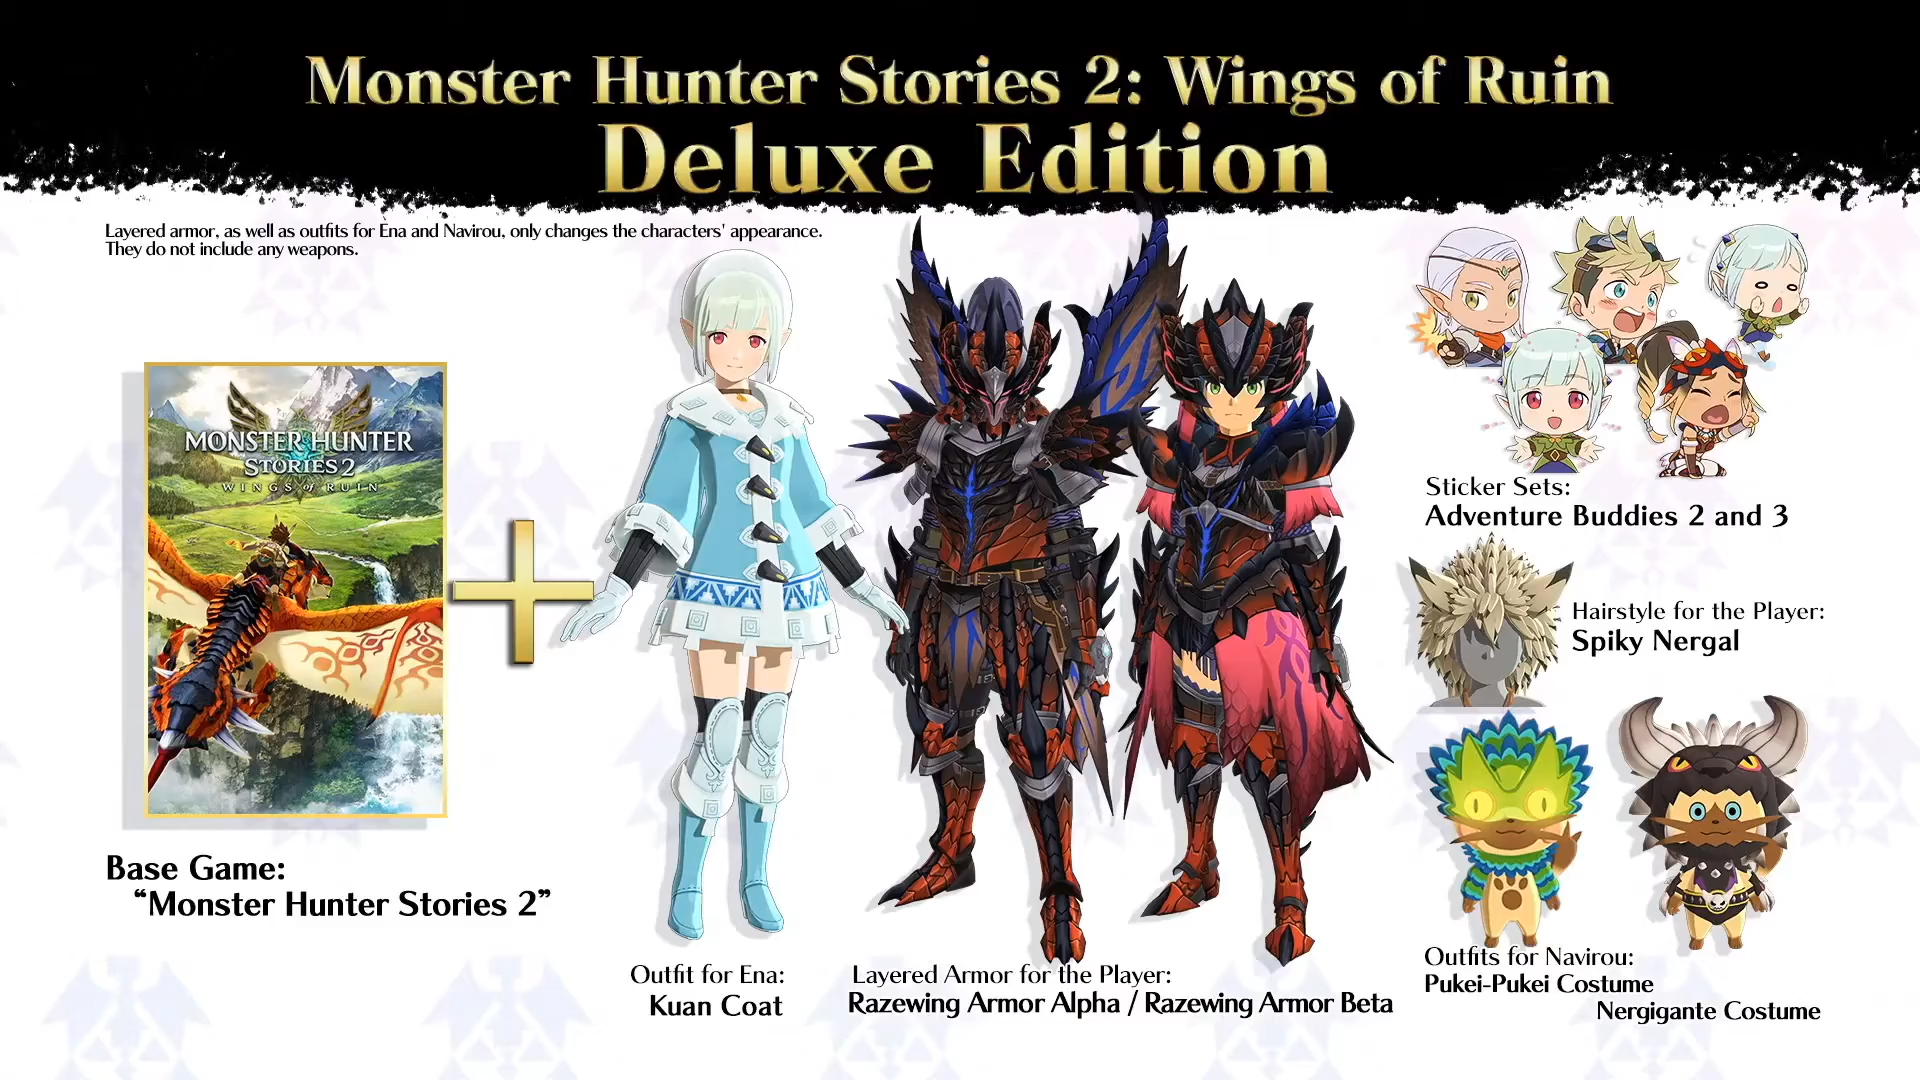 Monster Hunter Stories 2: Wings of Ruin
Deluxe Edition
Layered armor, as well as outfits for Ena and Navirou, only changes the characters' appearance.
They do not include any weapons.
MONSTER HUNTER
STORIES 2
WINGS of RUIN
Base Game:
“Monster Hunter Stories 2”
Outfit for Ena:
Kuan Coat
Layered Armor for the Player:
Razewing Armor Alpha / Razewing Armor Beta
Sticker Sets:
Adventure Buddies 2 and 3
Hairstyle for the Player:
Spiky Nergal
Outfits for Navirou:
Pukei-Pukei Costume
Nergigante Costume